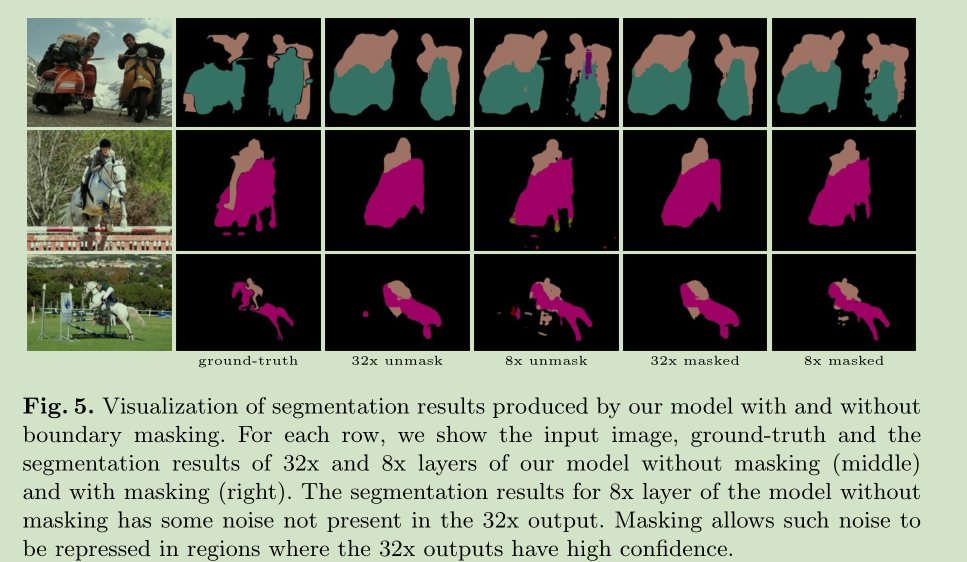 ground-truth 32x unmask 8x unmask 32x masked 8x masked
Fig. 5. Visualization of segmentation results produced by our model with and without
boundary masking. For each row, we show the input image, ground-truth and the
segmentation results of 32x and 8x layers of our model without masking (middle)
and with masking (right). The segmentation results for 8x layer of the model without
masking has some noise not present in the 32x output. Masking allows such noise to
be repressed in regions where the 32x outputs have high confidence.